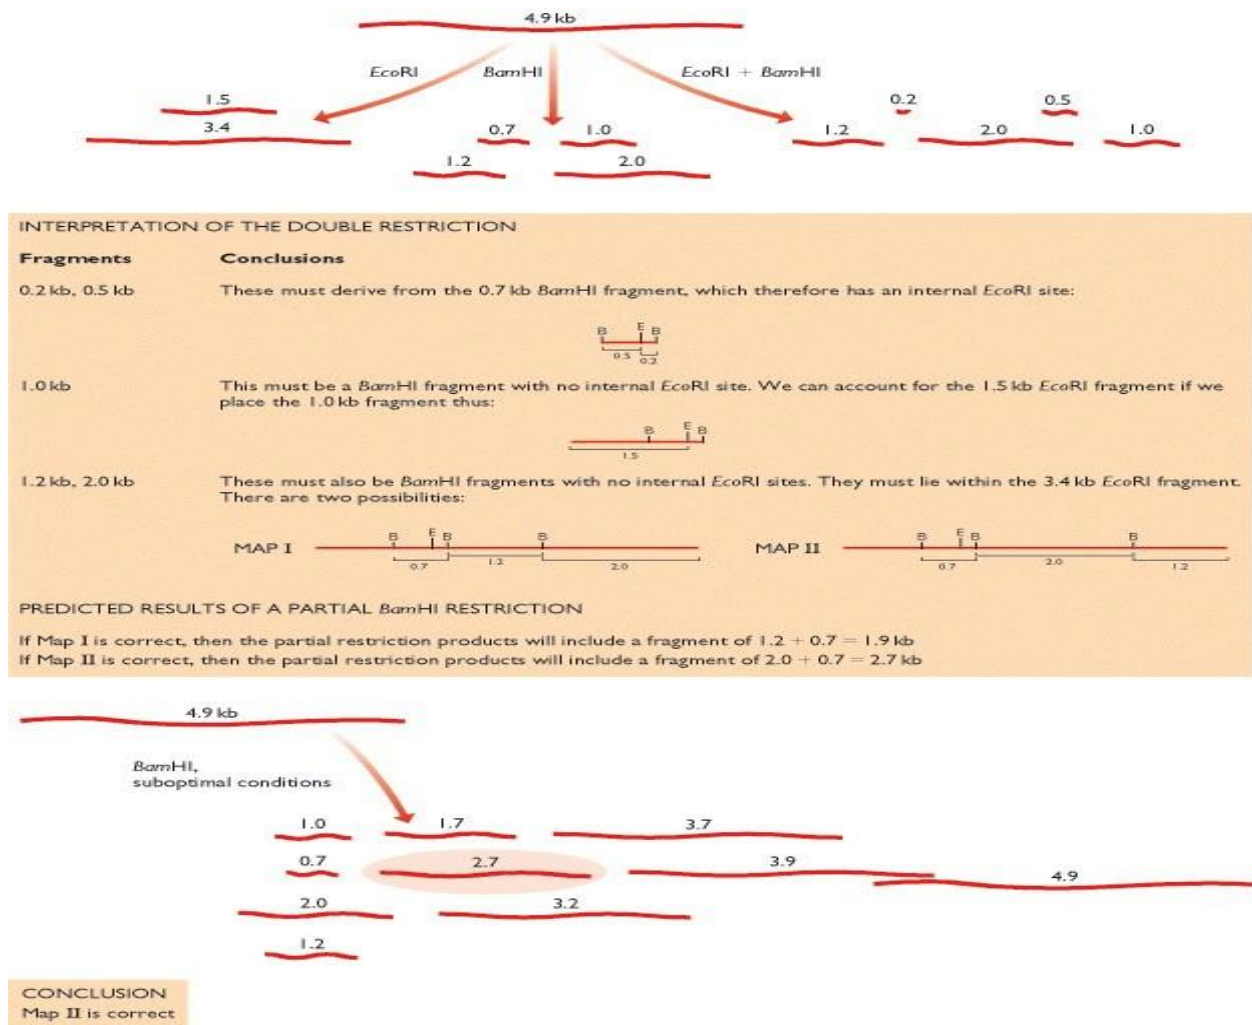 4.9 kb
EcoRI
BamHI
EcoRI + BamHI
1.5
3.4
0.7
1.0
1.2
2.0
0.2
0.5
1.2
2.0
1.0
INTERPRETATION OF THE DOUBLE RESTRICTION
Fragments Conclusions
0.2 kb, 0.5 kb These must derive from the 0.7 kb BamHI fragment, which therefore has an internal EcoRI site:
B E B
0.5 0.2
1.0 kb This must be a BamHI fragment with no internal EcoRI site. We can account for the 1.5 kb EcoRI fragment if we
place the 1.0 kb fragment thus:
B E B
1.5
1.2 kb, 2.0 kb These must also be BamHI fragments with no internal EcoRI sites. They must lie within the 3.4 kb EcoRI fragment.
There are two possibilities:
MAP I B E B B
0.7 1.2 2.0
MAP II B E B B
0.7 2.0 1.2
PREDICTED RESULTS OF A PARTIAL BamHI RESTRICTION
If Map I is correct, then the partial restriction products will include a fragment of 1.2 + 0.7 = 1.9 kb
If Map II is correct, then the partial restriction products will include a fragment of 2.0 + 0.7 = 2.7 kb
4.9 kb
BamHI,
suboptimal conditions
1.0 1.7 3.7
0.7 2.7 3.9 4.9
2.0 3.2
1.2
CONCLUSION
Map II is correct